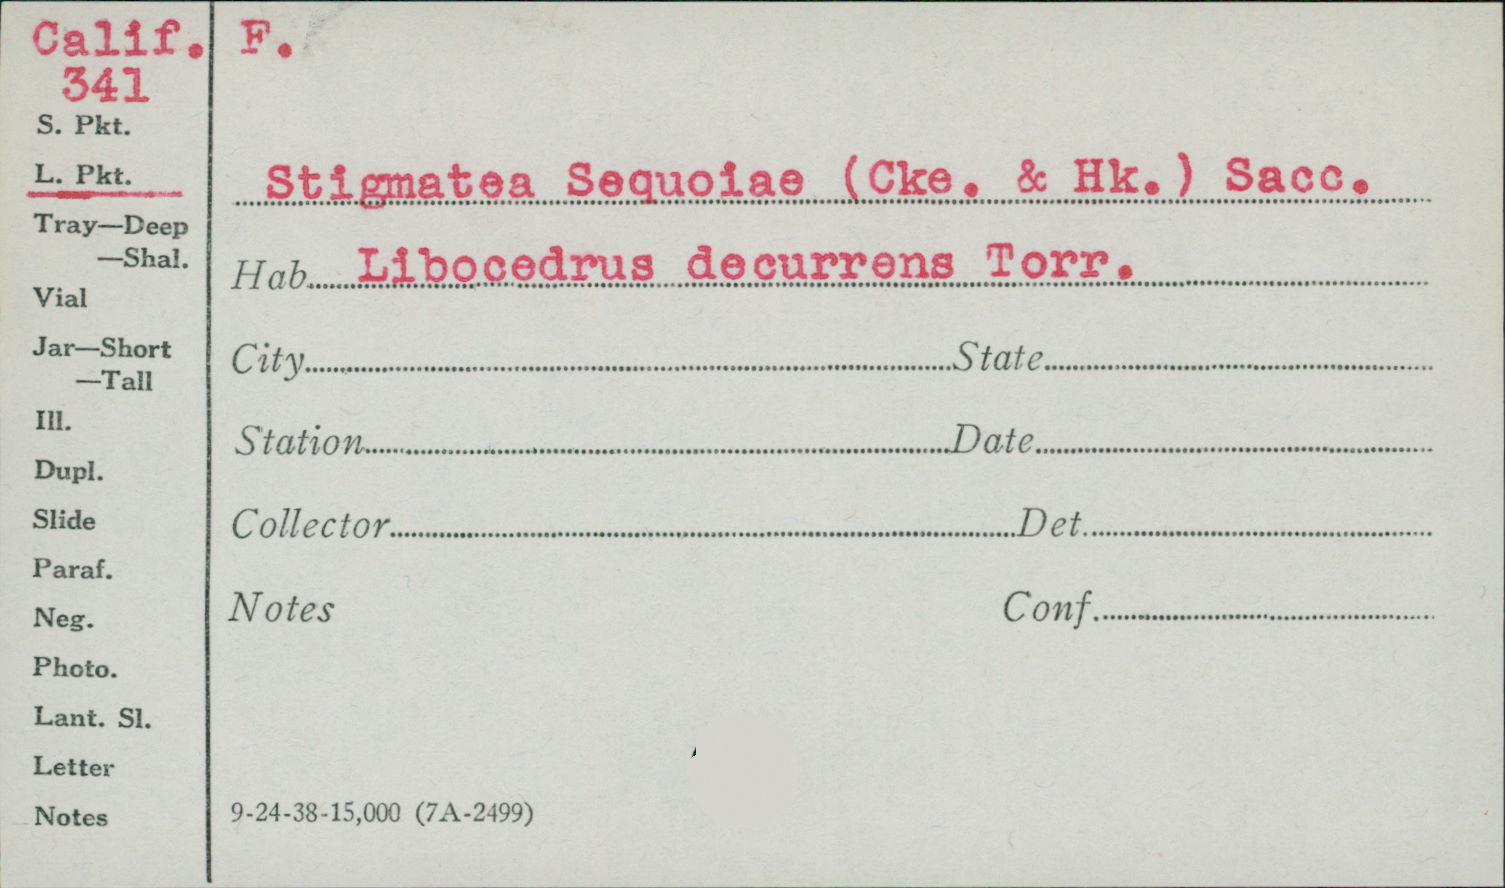 Calif. F.
341
S. Pkt.
L. Pkt.
Stigmatea Sequoiae (Cke. & Hk.) Sacc.
Tray—Deep
—Shal.
Hab. Libocedrus decurrens Torr.
Vial
Jar—Short
—Tall
City State
Ill.
Station Date
Dupl.
Slide
Collector Det.
Paraf.
Neg.
Notes Conf.
Photo.
Lant. Sl.
Letter
Notes
9-24-38-15,000 (7A-2499)